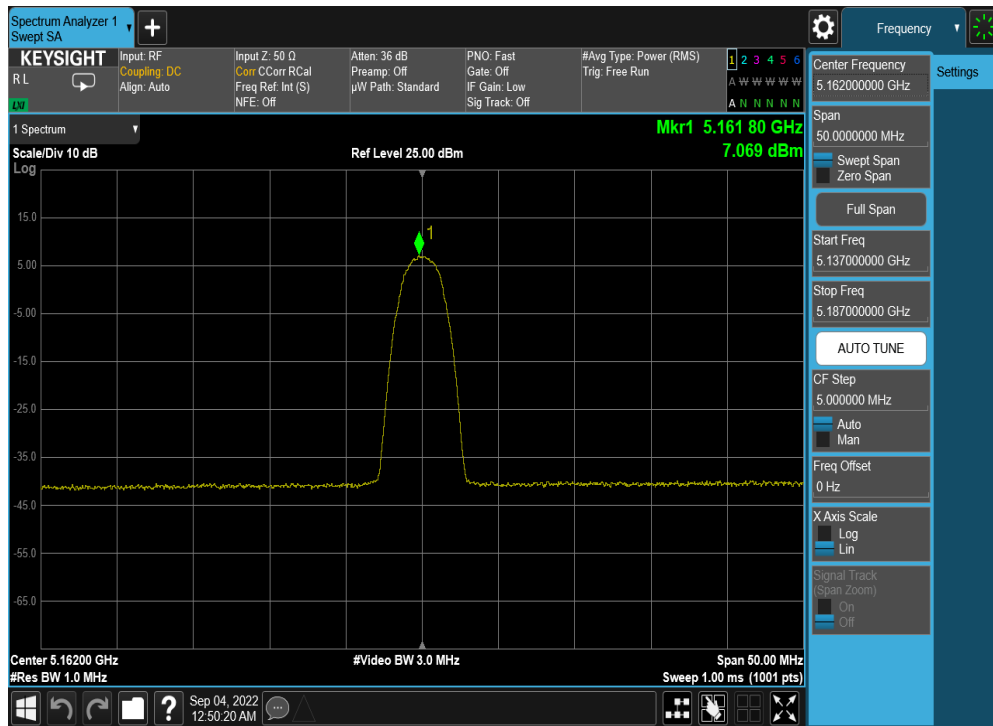 Spectrum Analyzer 1
Swept SA
Frequency
KEYSIGHT
R L
LXI
Input: RF
Coupling: DC
Align: Auto
Input Z: 50 Ω
Corr CCorr RCal
Freq Ref: Int (S)
NFE: Off
Atten: 36 dB
Preamp: Off
µW Path: Standard
PNO: Fast
Gate: Off
IF Gain: Low
Sig Track: Off
#Avg Type: Power (RMS)
Trig: Free Run
1 2 3 4 5 6
A W W W W W
A N N N N N
1 Spectrum
Scale/Div 10 dB
Log
Ref Level 25.00 dBm
Mkr1 5.161 80 GHz
7.069 dBm
1
15.0
5.00
-5.00
-15.0
-25.0
-35.0
-45.0
-55.0
-65.0
Center 5.16200 GHz
#Video BW 3.0 MHz
Span 50.00 MHz
#Res BW 1.0 MHz
Sweep 1.00 ms (1001 pts)
Center Frequency
5.162000000 GHz
Settings
Span
50.0000000 MHz
Swept Span
Zero Span
Full Span
Start Freq
5.137000000 GHz
Stop Freq
5.187000000 GHz
AUTO TUNE
CF Step
5.000000 MHz
Auto
Man
Freq Offset
0 Hz
X Axis Scale
Log
Lin
Signal Track
(Span Zoom)
On
Off
?
Sep 04, 2022
12:50:20 AM